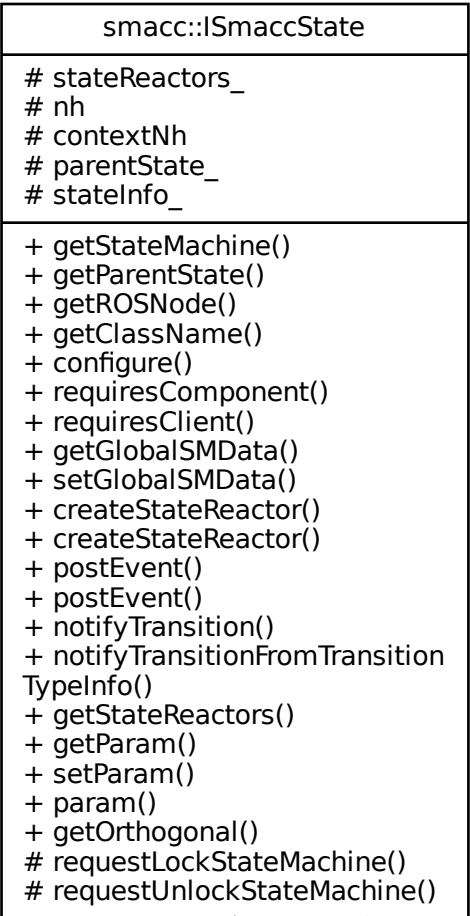 smacc::ISmaccState
# stateReactors_
# nh
# contextNh
# parentState_
# stateInfo_
+ getStateMachine()
+ getParentState()
+ getROSNode()
+ getClassName()
+ configure()
+ requiresComponent()
+ requiresClient()
+ getGlobalSMData()
+ setGlobalSMData()
+ createStateReactor()
+ createStateReactor()
+ postEvent()
+ postEvent()
+ notifyTransition()
+ notifyTransitionFromTransition
TypeInfo()
+ getStateReactors()
+ getParam()
+ setParam()
+ param()
+ getOrthogonal()
# requestLockStateMachine()
# requestUnlockStateMachine()